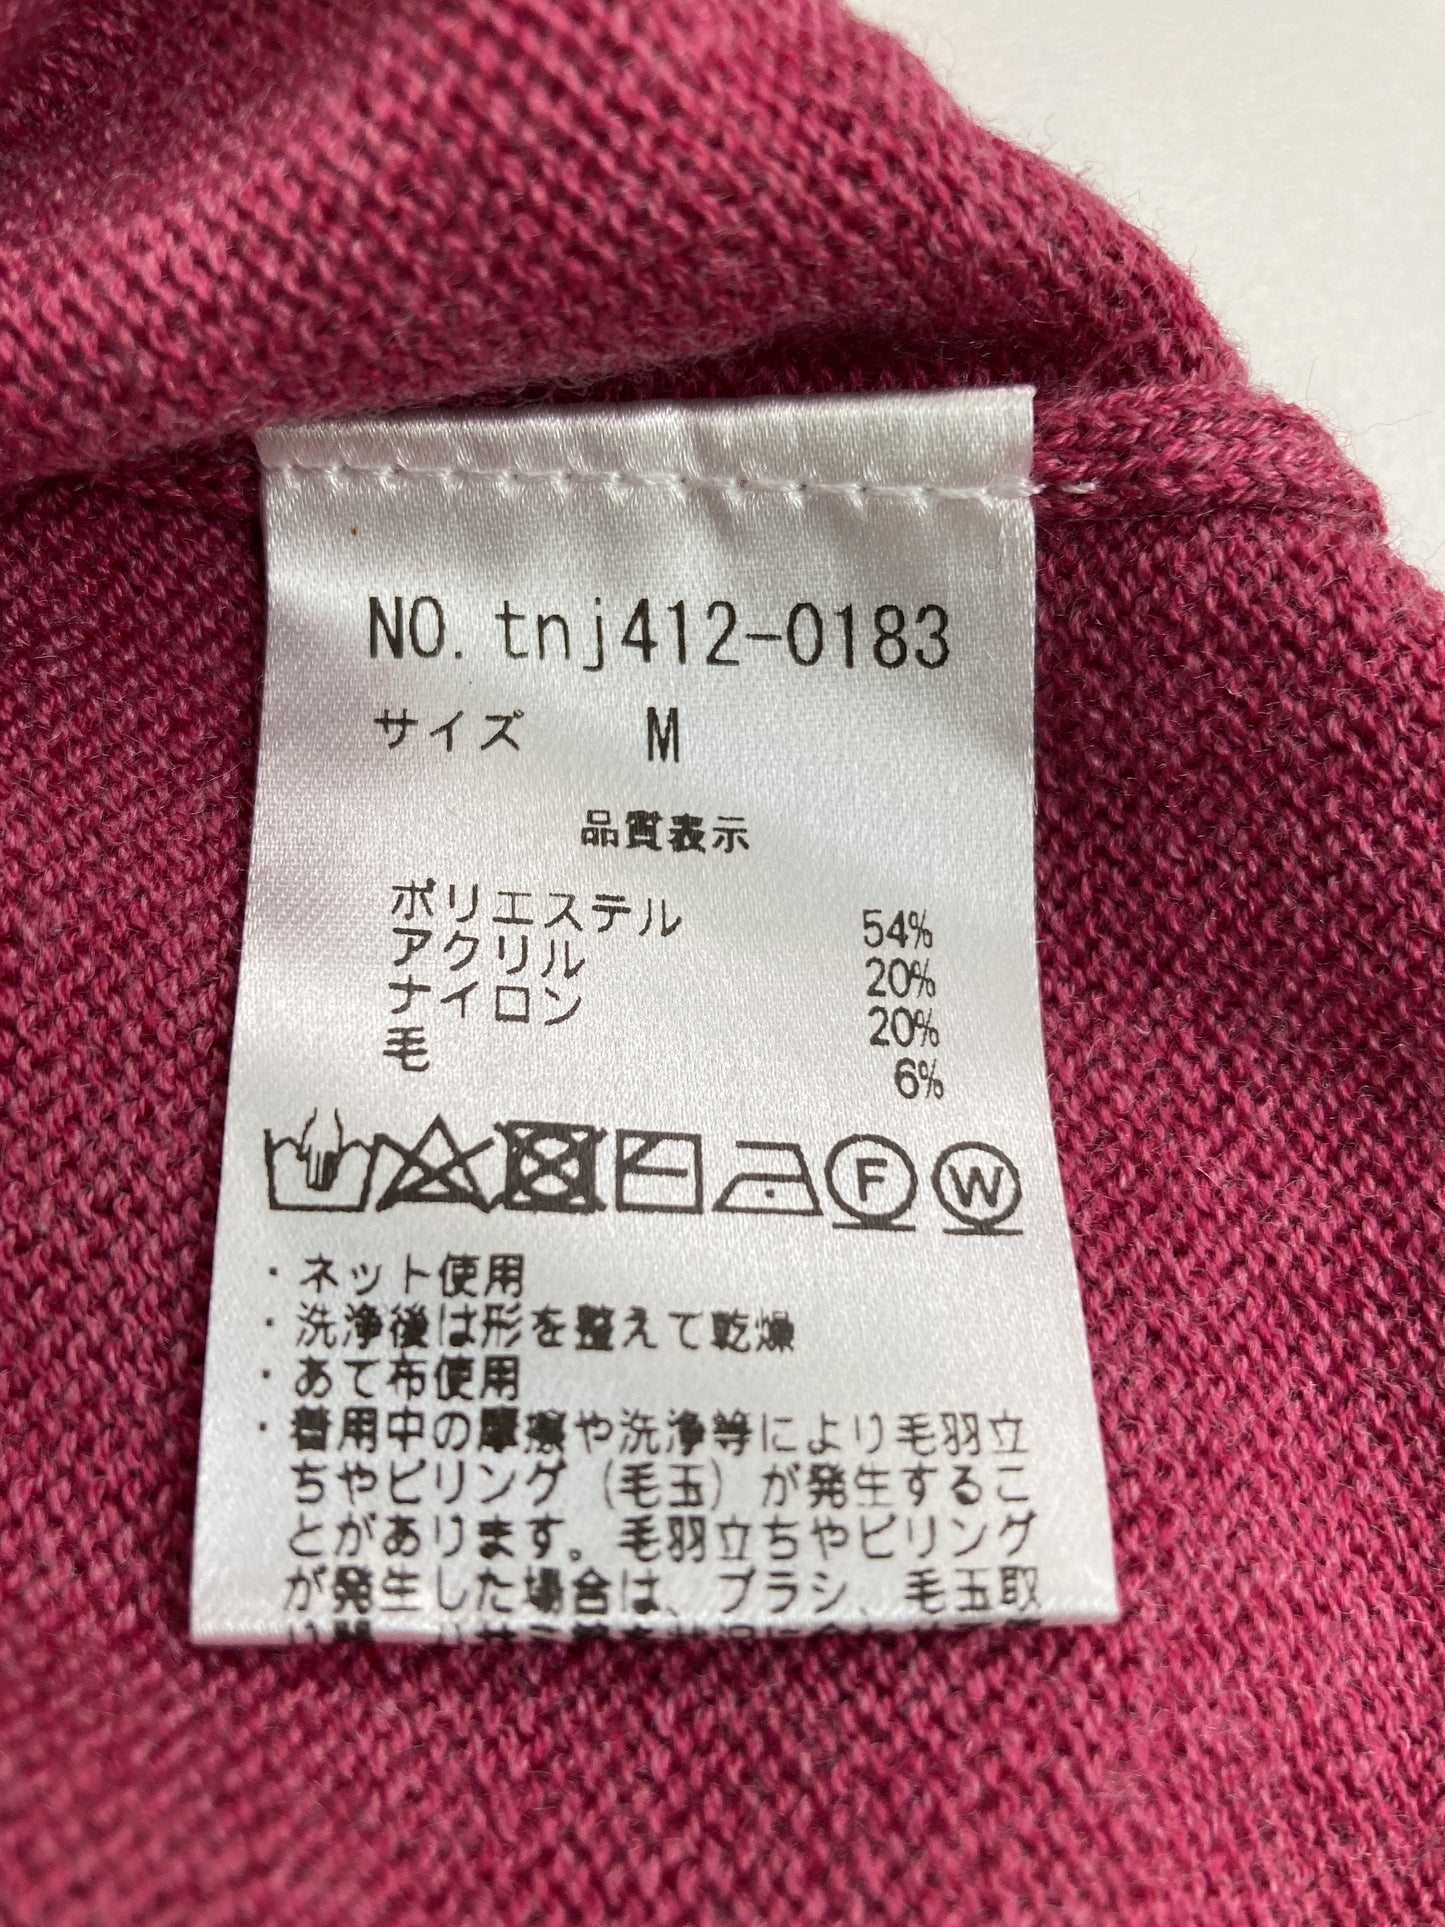 NO. tnj412-0183
サイズ M
品質表示
ポリエステル 54%
アクリル 20%
ナイロン 20%
毛 6%
F W
・ネット使用
・洗浄後は形を整えて乾燥
・あて布使用
・着用中の摩擦や洗浄等により毛羽立
ちやピリング（毛玉）が発生するこ
とがあります。毛羽立ちやピリング
が発生した場合は、ブラシ、毛玉取